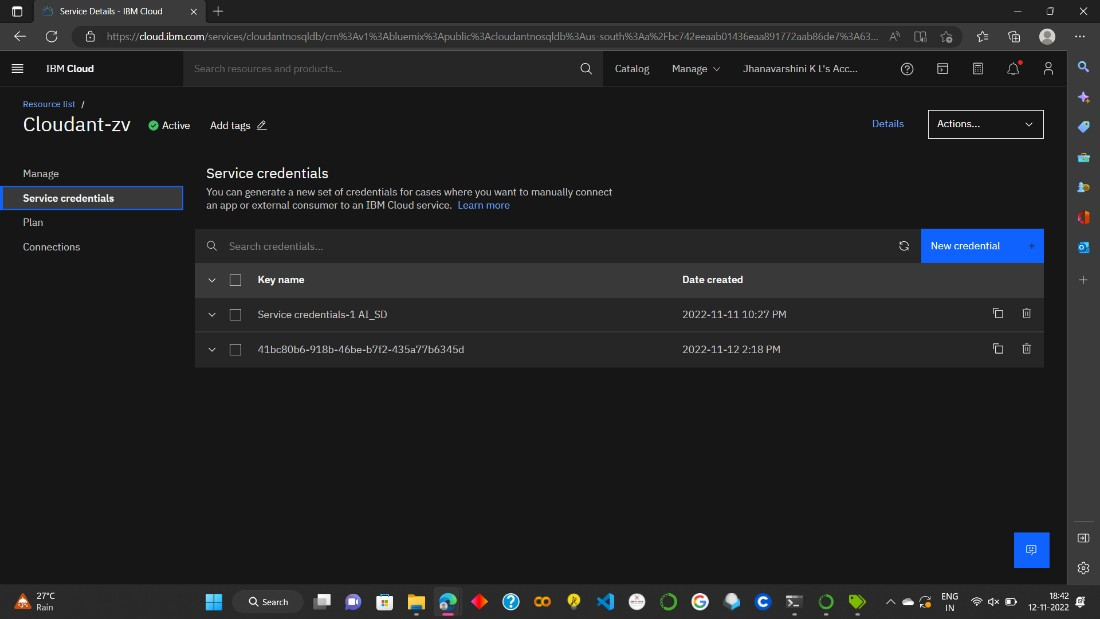 Service Details - IBM Cloud
https://cloud.ibm.com/services/cloudantnosqldb/crn%3Av1%3Abluemix%3Apublic%3Acloudantnosqldb%3Aus-south%3Aa%2Fbc742eeaab01436eaa891772aab86de7%3A63...
IBM Cloud
Search resources and products...
Catalog
Manage
Jhanavarshini K L's Acc...
Resource list /
Cloudant-zv
Active
Add tags
Details
Actions...
Manage
Service credentials
Plan
Connections
Service credentials
You can generate a new set of credentials for cases where you want to manually connect
an app or external consumer to an IBM Cloud service. Learn more
Search credentials...
New credential +
Key name
Date created
Service credentials-1 AI_SD
2022-11-11 10:27 PM
41bc80b6-918b-46be-b7f2-435a77b6345d
2022-11-12 2:18 PM
27°C
Rain
Search
ENG
IN
18:42
12-11-2022